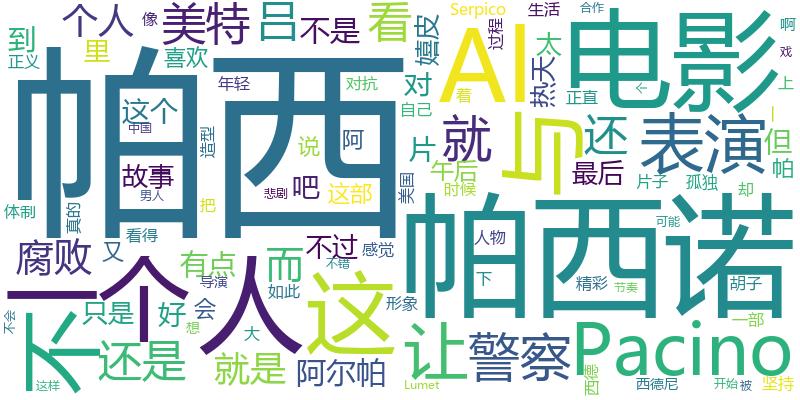 像 美特 吕 不是 看 嬉皮 Serpico 生活 合作 啊
到 个人 里 喜欢 过程 太 戏
正义 帕西 Al 与 电影
这个 中国 年轻 对抗 对 热天 正直 上
故事 造型 说 阿 自己 着 还 表演 一
男人 悲剧 吧 这部 片 就 但
体制 真的 把 美国 午后 时候 最后 片子 孤独 却 帕
看得 又 不过 感觉 帕西诺 人物 可能
腐败 有点 而 下 精彩 节奏 胡子
不 个人 导演 不错 这 形象 一部
只是 好 会 如此 让 警察 Pacino
不会 还是 想 大 就是 阿尔帕 西德
这样 Lumet 西德尼 开始 被 坚持